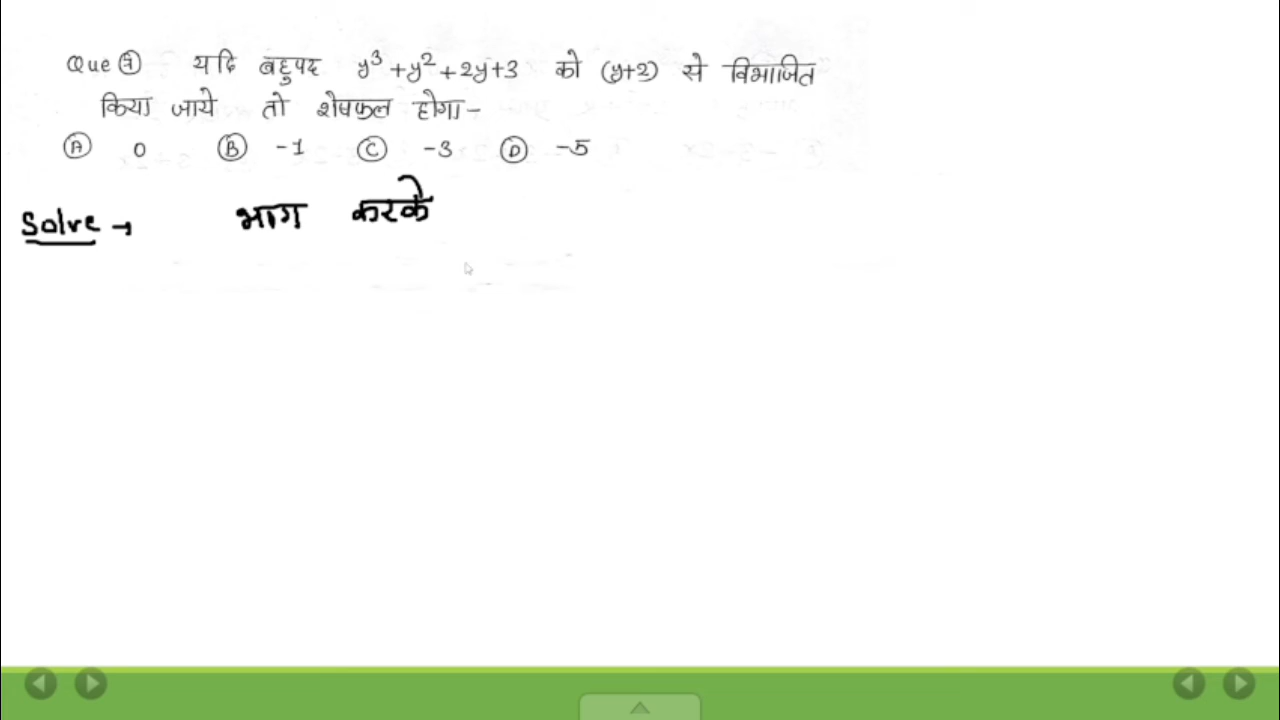 Que ⑦ यदि बहुपद y³+y²+2y+3 को (y+2) से विभाजित
किया जाये तो शेषफल होगा-
Ⓐ 0 Ⓑ -1 Ⓒ -3 Ⓓ -5
Solve → भाग करके